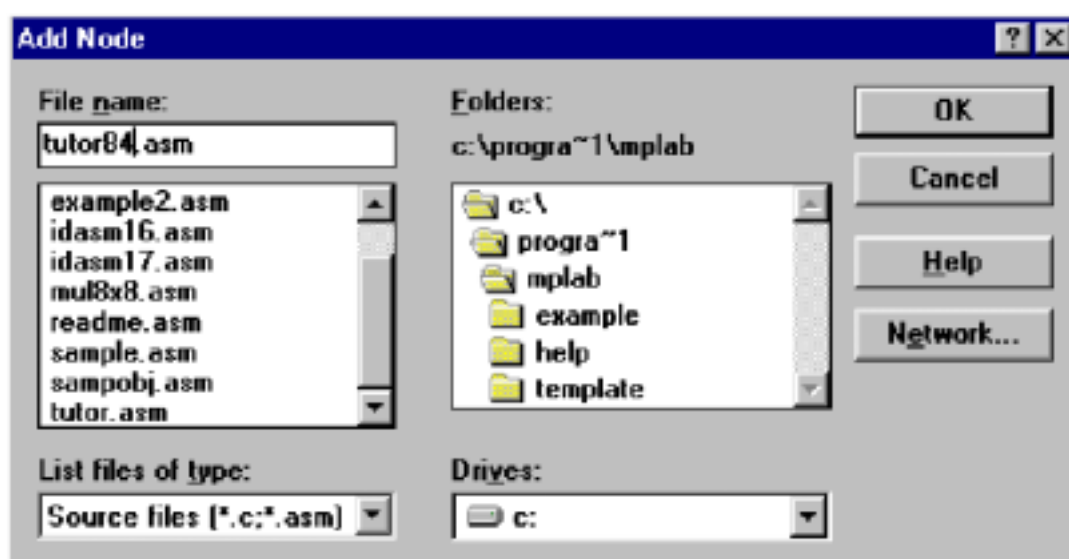 Add Node
File name:
tutor84.asm
example2.asm
idasm16.asm
idasm17.asm
mul8x8.asm
readme.asm
sample.asm
sampobj.asm
tutor.asm
List files of type:
Source files (*.c;*.asm)
Folders:
c:\progra~1\mplab
c:\
progra~1
mplab
example
help
template
Drives:
c:
OK
Cancel
Help
Network...